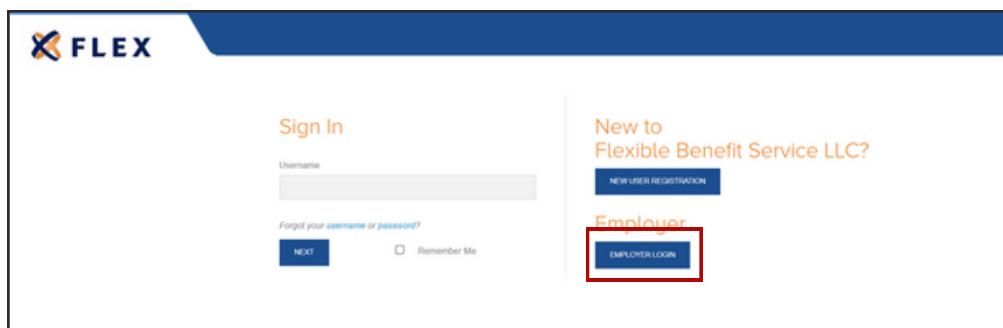 FLEX
Sign In
Username
Forgot your username or password?
NEXT
Remember Me
New to
Flexible Benefit Service LLC?
NEW USER REGISTRATION
Employer
EMPLOYER LOGIN